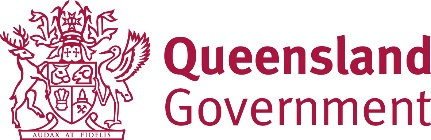 Queensland
Government
AUDAX AT FIDELIS